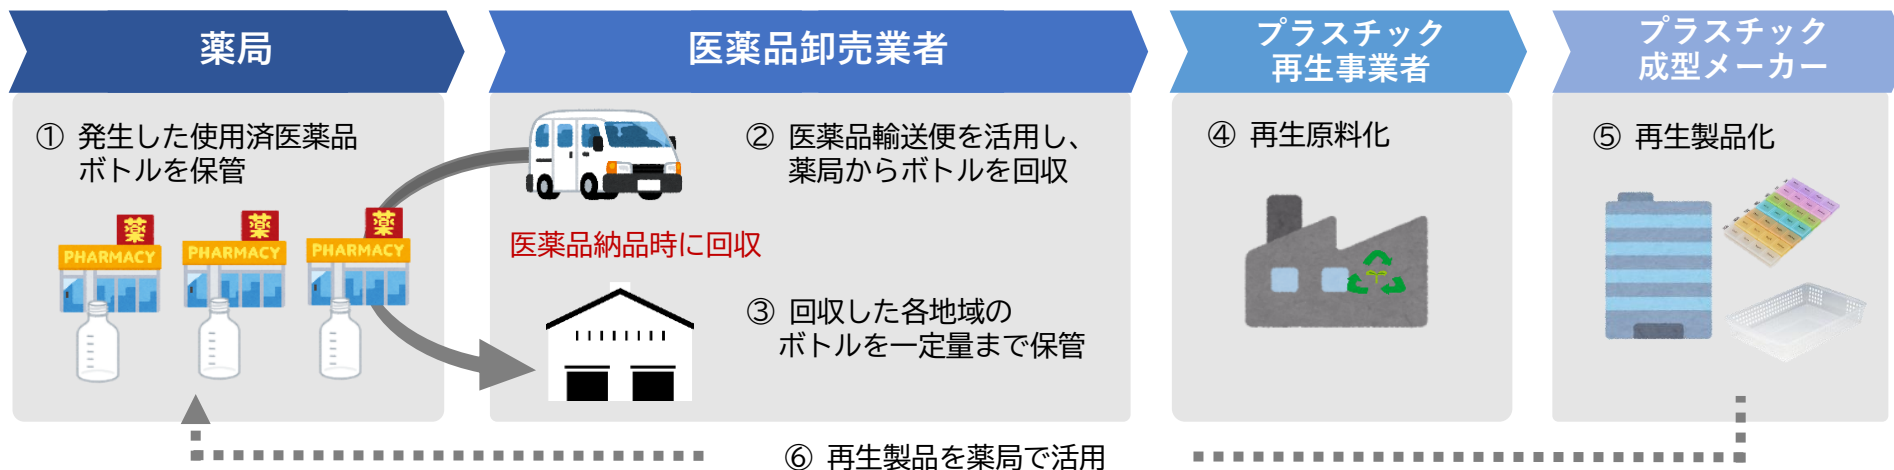 薬局
医薬品卸売業者
プラスチック
再生事業者
プラスチック
成型メーカー
① 発生した使用済医薬品
ボトルを保管
薬
PHARMACY
薬
PHARMACY
薬
PHARMACY
② 医薬品輸送便を活用し、
薬局からボトルを回収
医薬品納品時に回収
③ 回収した各地域の
ボトルを一定量まで保管
④ 再生原料化
⑤ 再生製品化
⑥ 再生製品を薬局で活用